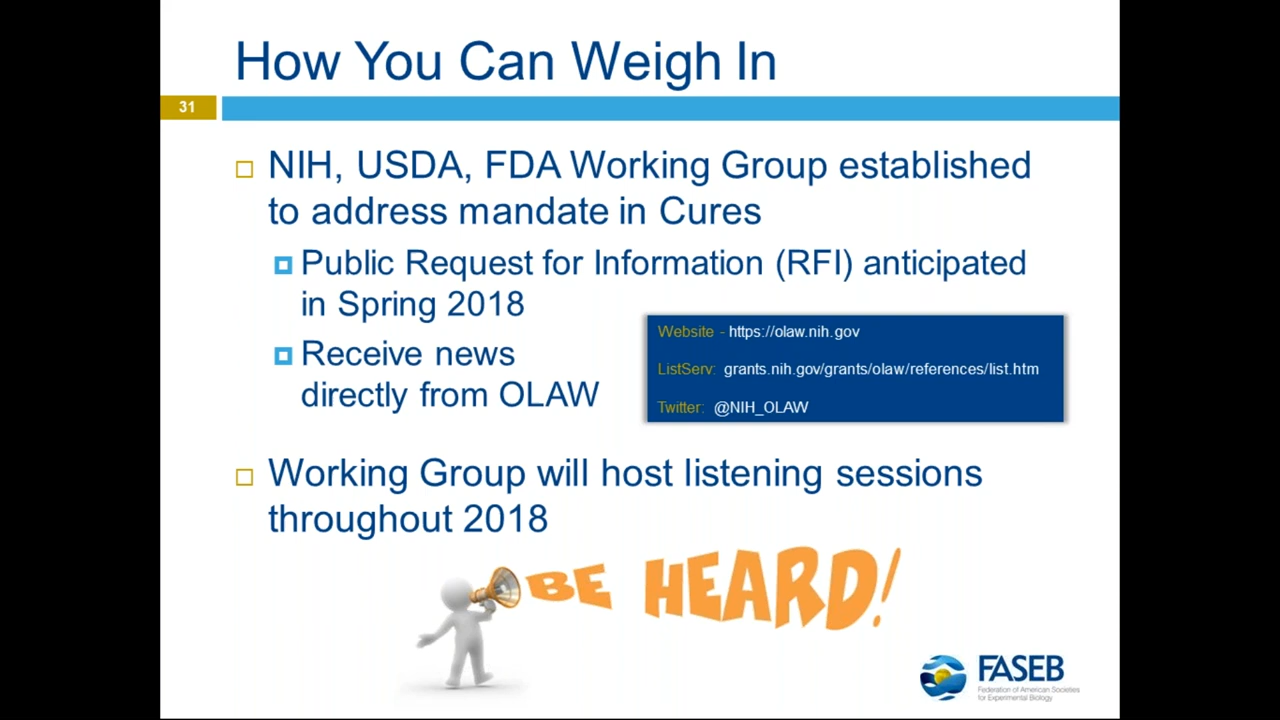 How You Can Weigh In
31
NIH, USDA, FDA Working Group established
to address mandate in Cures
Public Request for Information (RFI) anticipated
in Spring 2018
Receive news
directly from OLAW
Website - https://olaw.nih.gov
ListServ: grants.nih.gov/grants/olaw/references/list.htm
Twitter: @NIH_OLAW
Working Group will host listening sessions
throughout 2018
BE HEARD!
FASEB
Federation of American Societies
for Experimental Biology